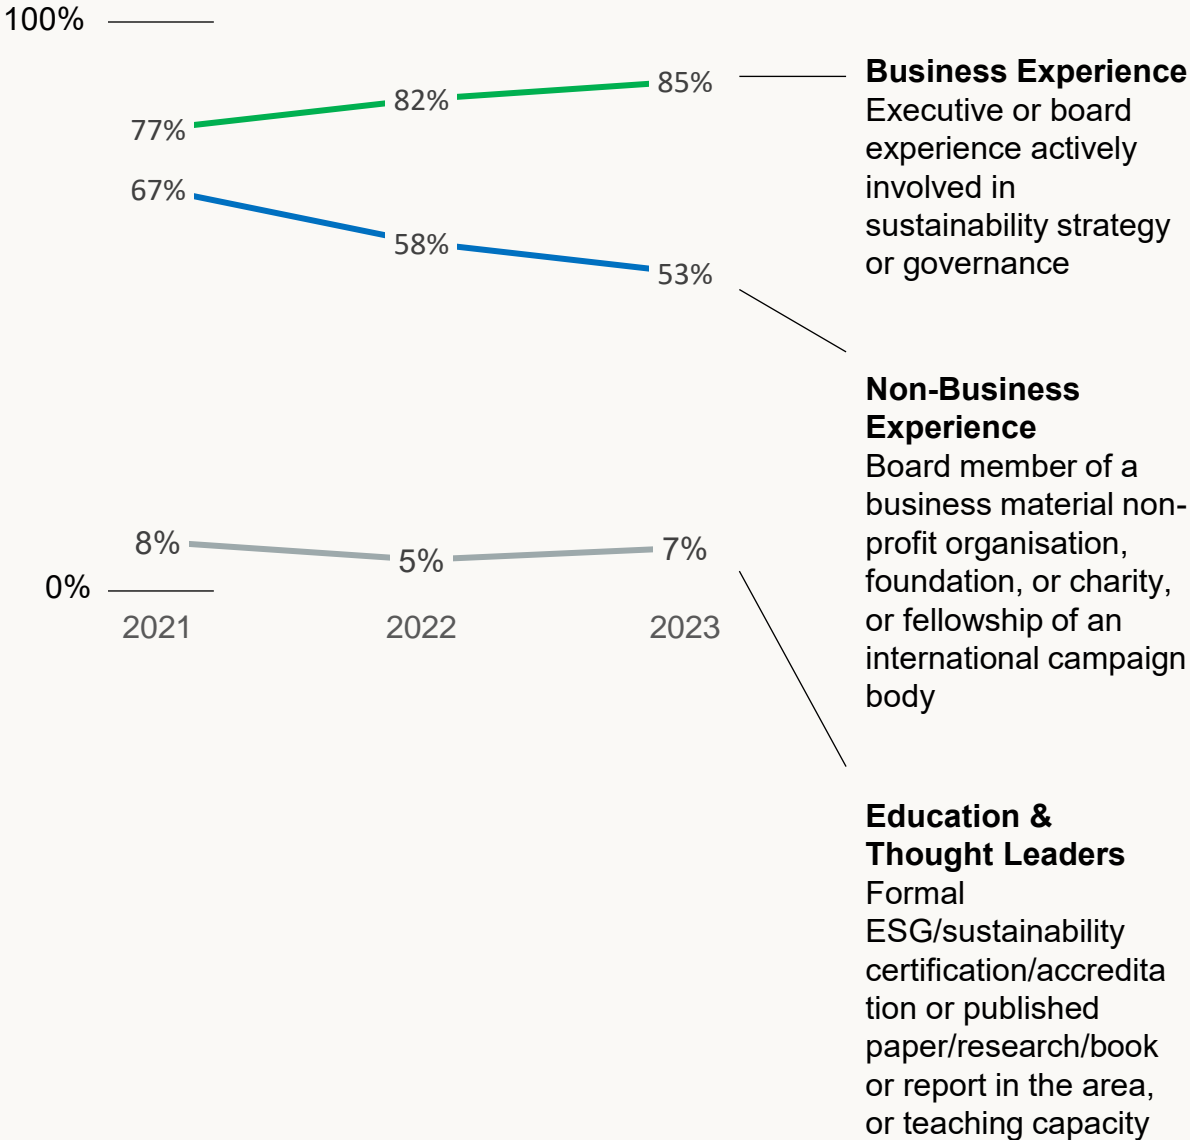 100%
77%
82%
85%
67%
58%
53%
8%
5%
7%
0%
2021
2022
2023
Business Experience
Executive or board
experience actively
involved in
sustainability strategy
or governance
Non-Business
Experience
Board member of a
business material non-
profit organisation,
foundation, or charity,
or fellowship of an
international campaign
body
Education &
Thought Leaders
Formal
ESG/sustainability
certification/accredita
tion or published
paper/research/book
or report in the area,
or teaching capacity